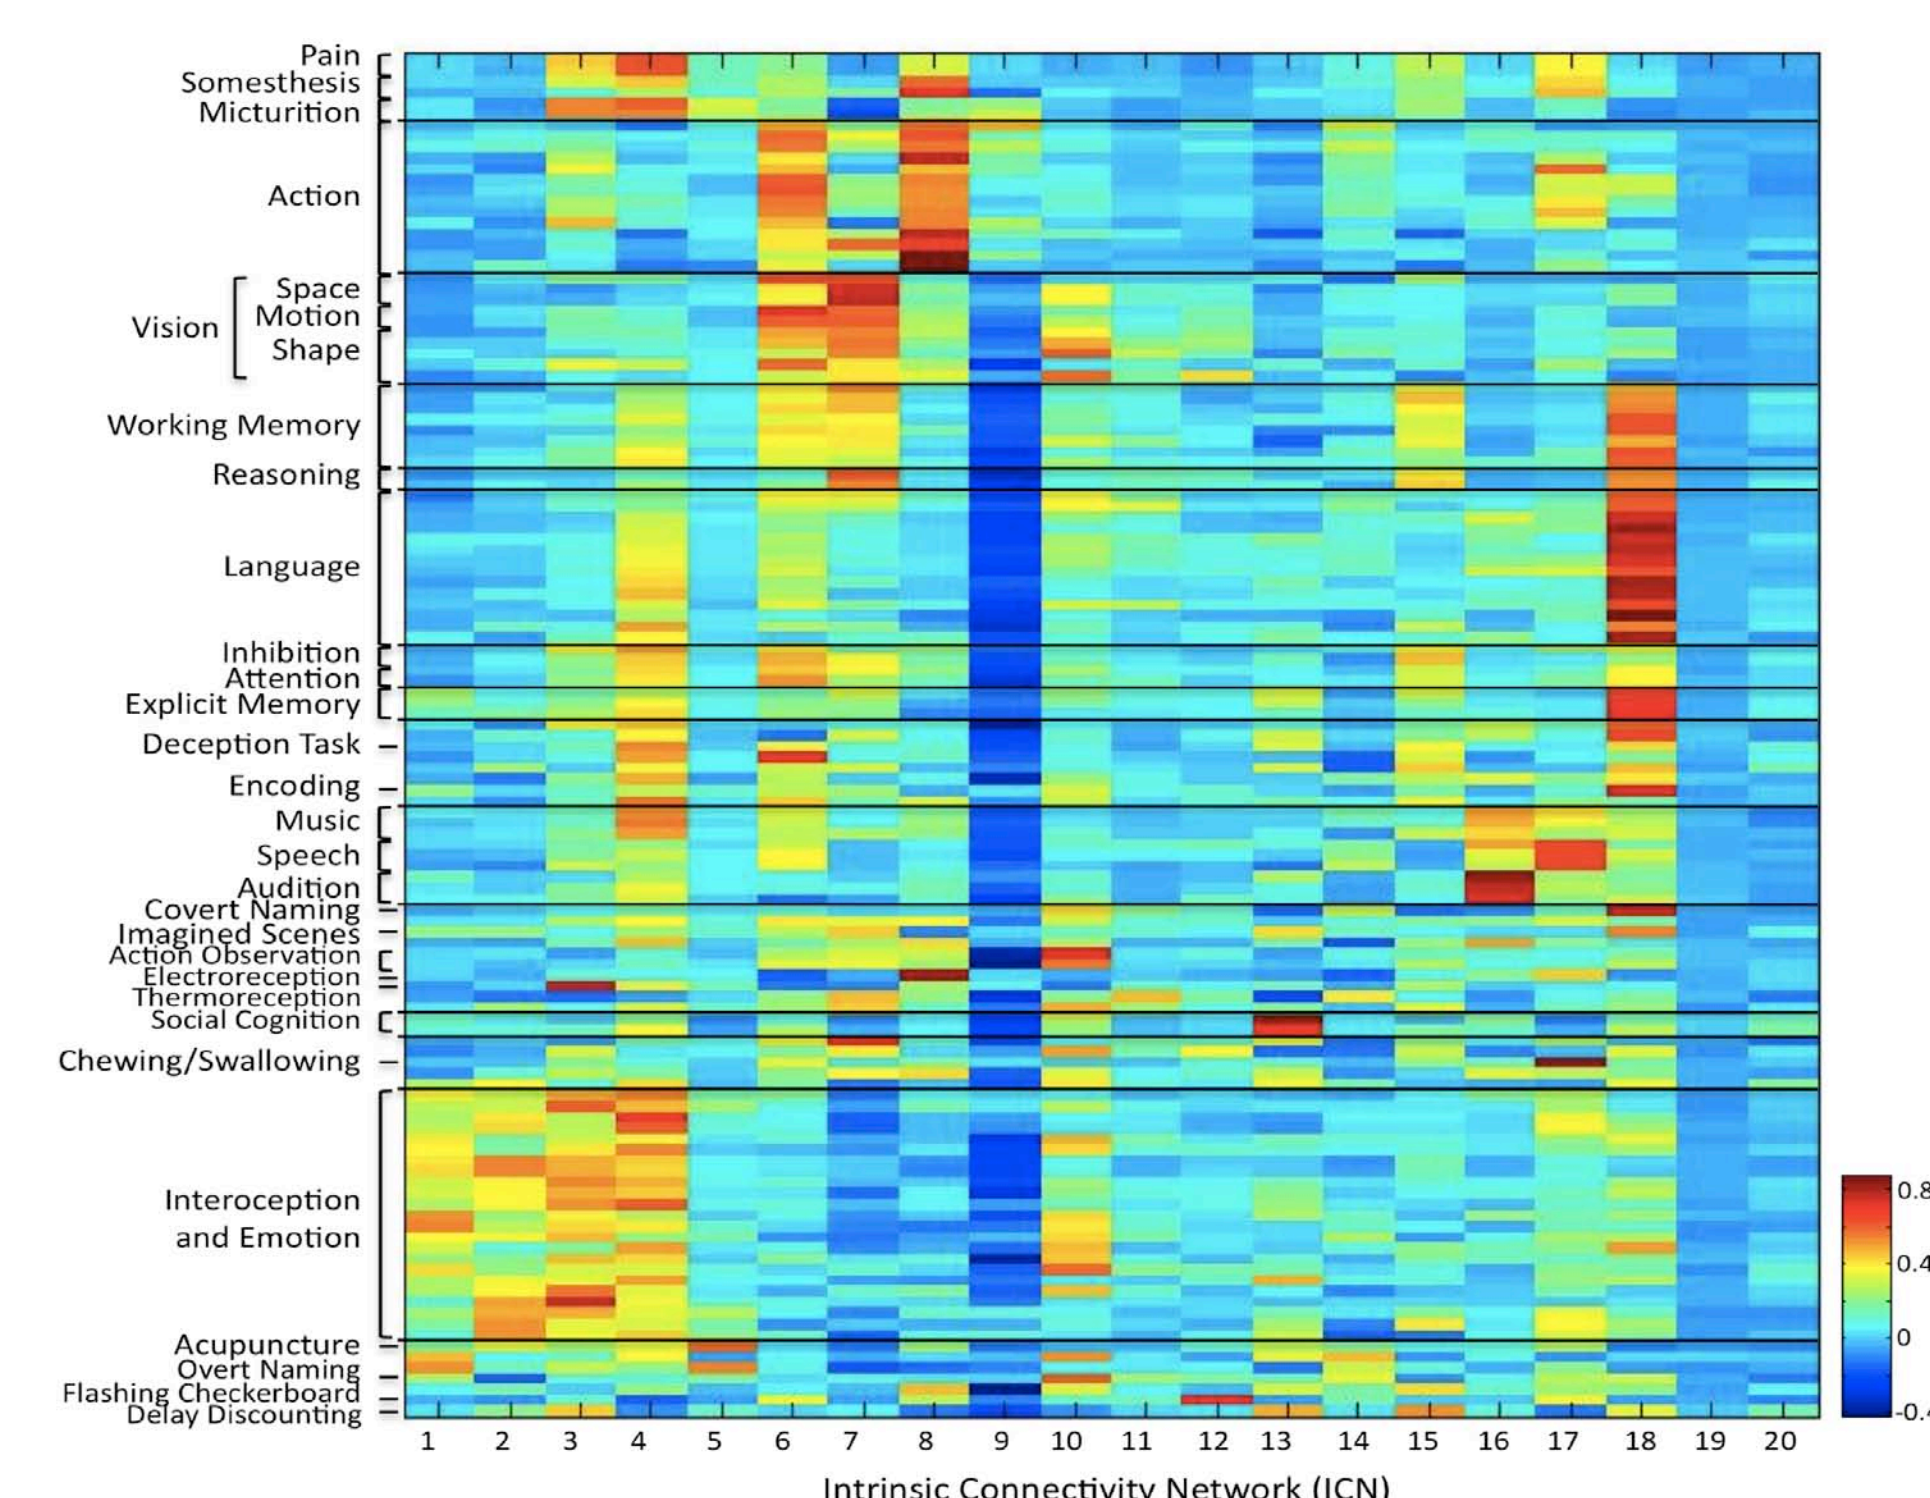 Pain
Somesthesis
Micturition
Action
Vision
Space
Motion
Shape
Working Memory
Reasoning
Language
Inhibition
Attention
Explicit Memory
Deception Task
Encoding
Music
Speech
Audition
Covert Naming
Imagined Scenes
Action Observation
Electroreception
Thermoreception
Social Cognition
Chewing/Swallowing
Interoception
and Emotion
Acupuncture
Overt Naming
Flashing Checkerboard
Delay Discounting
0.8
0.4
0
-0.4
1 2 3 4 5 6 7 8 9 10 11 12 13 14 15 16 17 18 19 20
Intrinsic Connectivity Network (ICN)